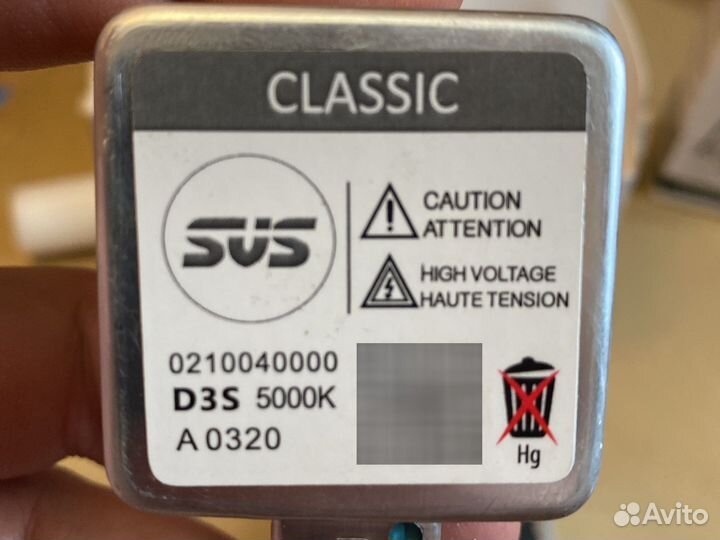 CLASSIC
SVS
CAUTION
ATTENTION
HIGH VOLTAGE
HAUTE TENSION
0210040000
D3S 5000K
A 0320
Hg
Avito